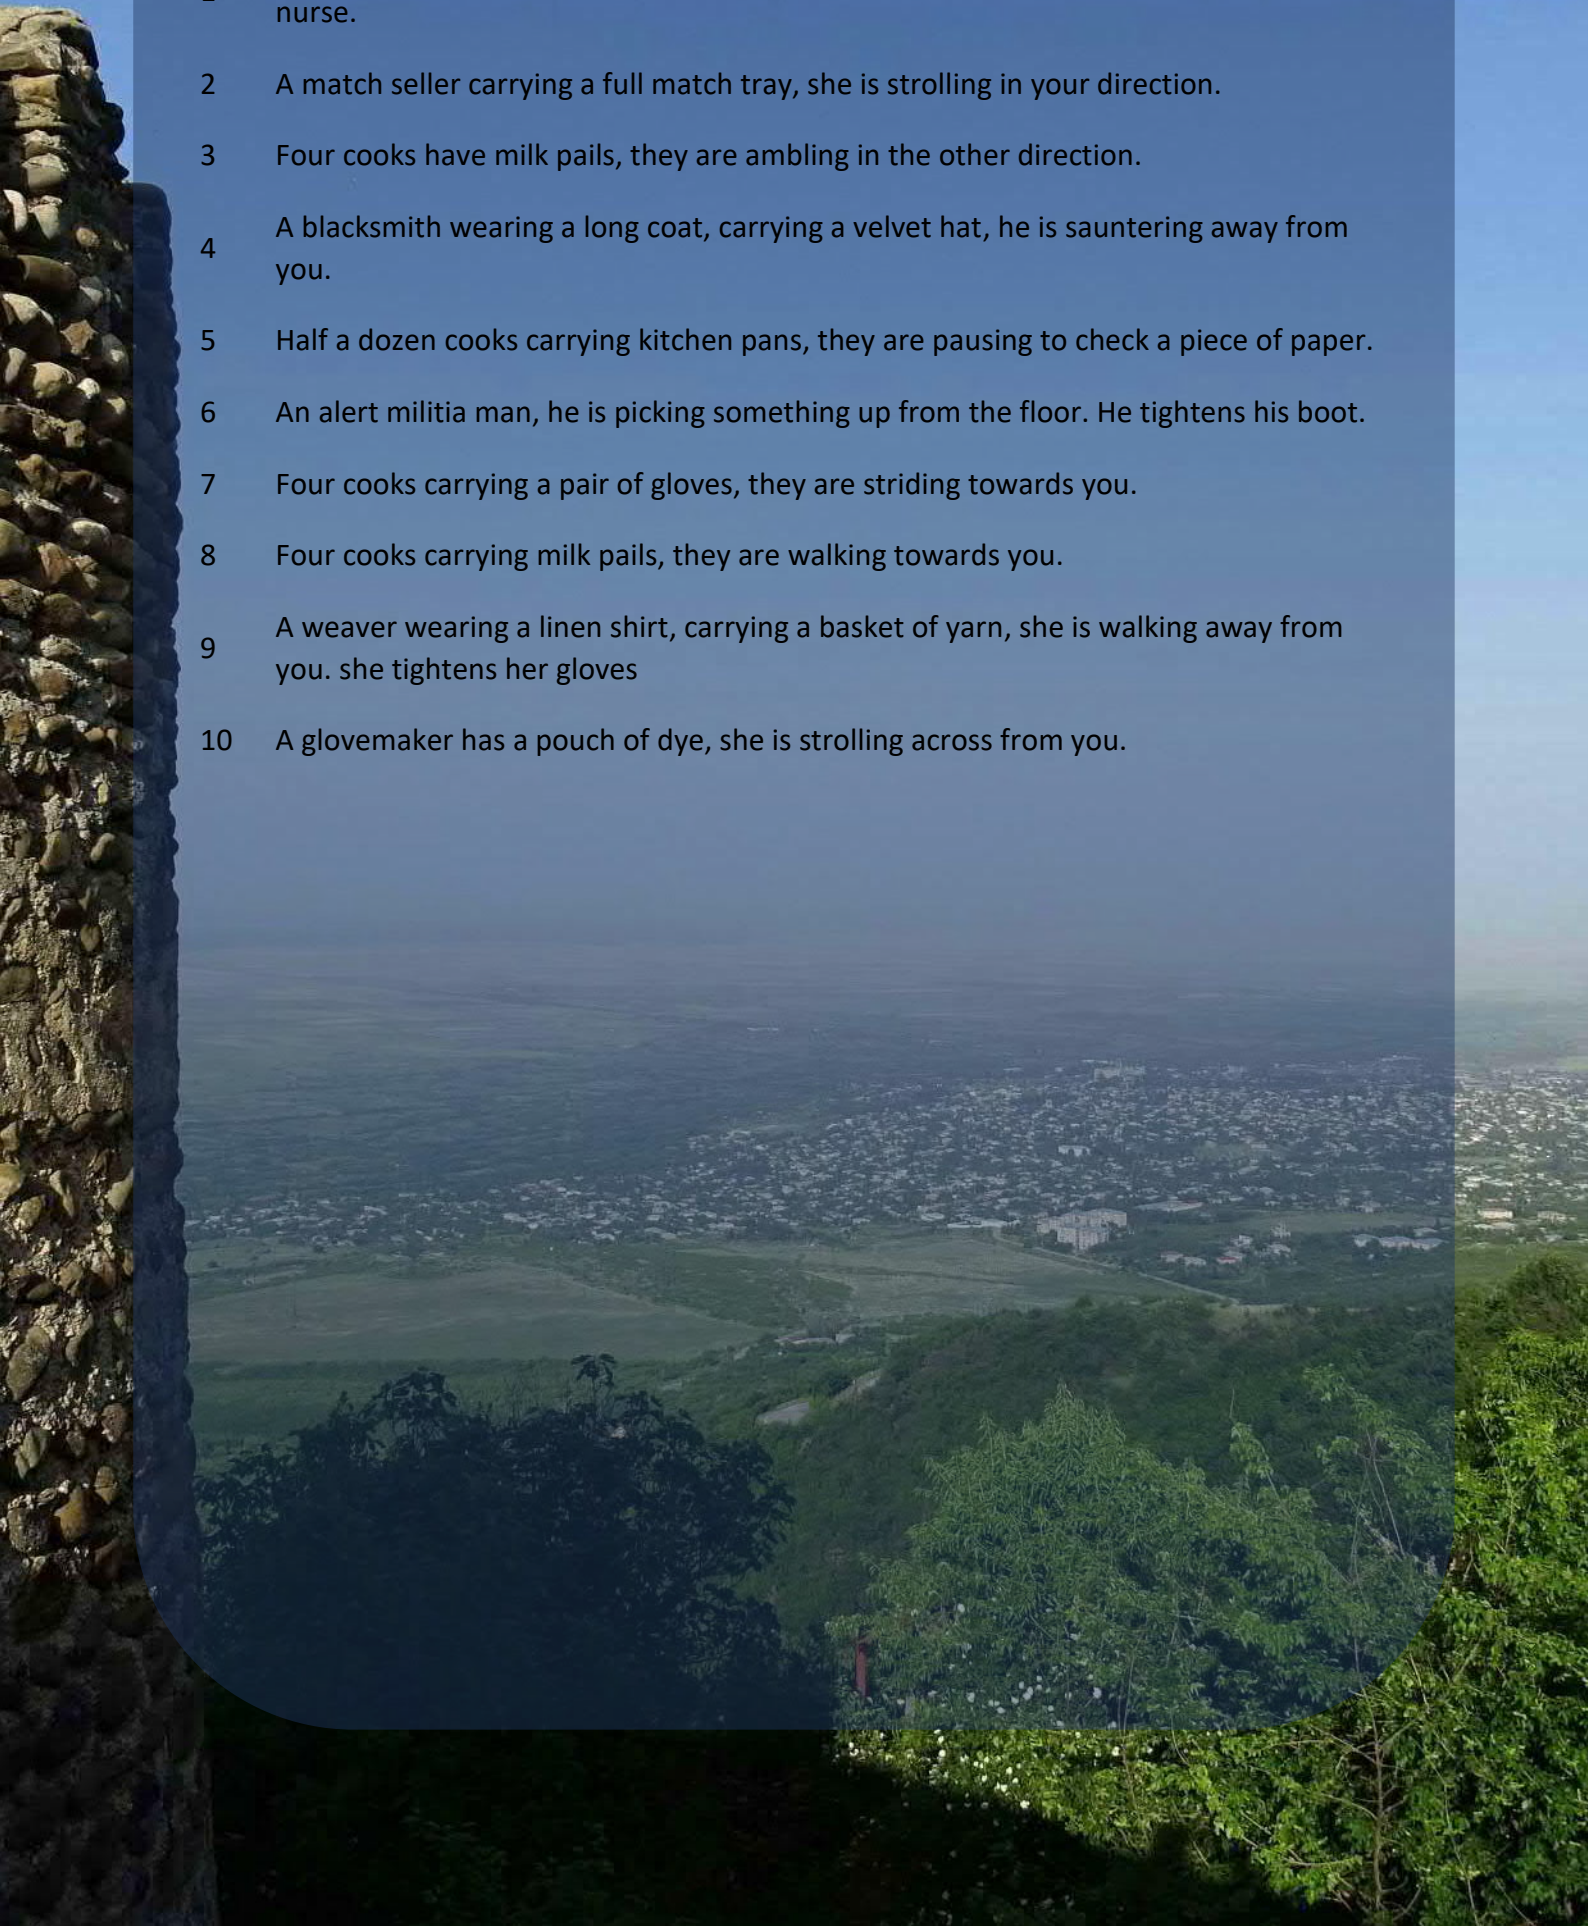 nurse.
2 A match seller carrying a full match tray, she is strolling in your direction.
3 Four cooks have milk pails, they are ambling in the other direction.
4 A blacksmith wearing a long coat, carrying a velvet hat, he is sauntering away from
you.
5 Half a dozen cooks carrying kitchen pans, they are pausing to check a piece of paper.
6 An alert militia man, he is picking something up from the floor. He tightens his boot.
7 Four cooks carrying a pair of gloves, they are striding towards you.
8 Four cooks carrying milk pails, they are walking towards you.
9 A weaver wearing a linen shirt, carrying a basket of yarn, she is walking away from
you. she tightens her gloves
10 A glovemaker has a pouch of dye, she is strolling across from you.